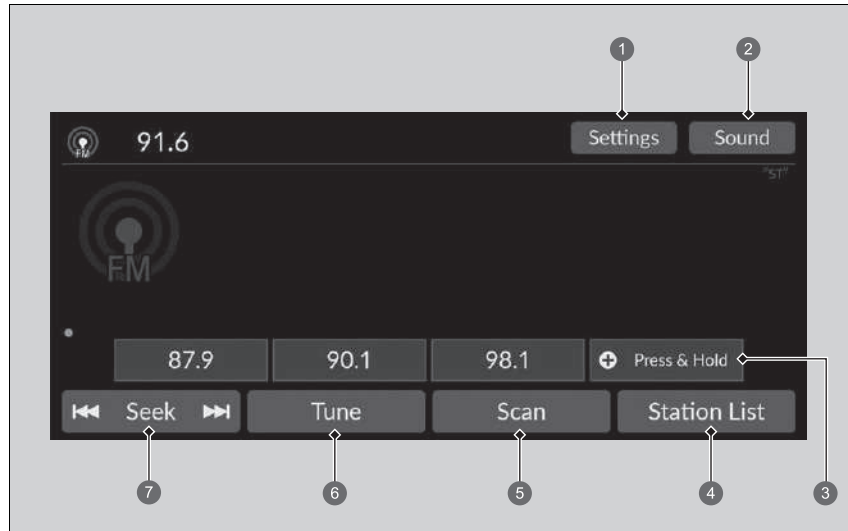 1 2
FM 91.6 Settings Sound
"ST"
FM
87.9 90.1 98.1 Press & Hold
Seek Tune Scan Station List
7 6 5 4 3